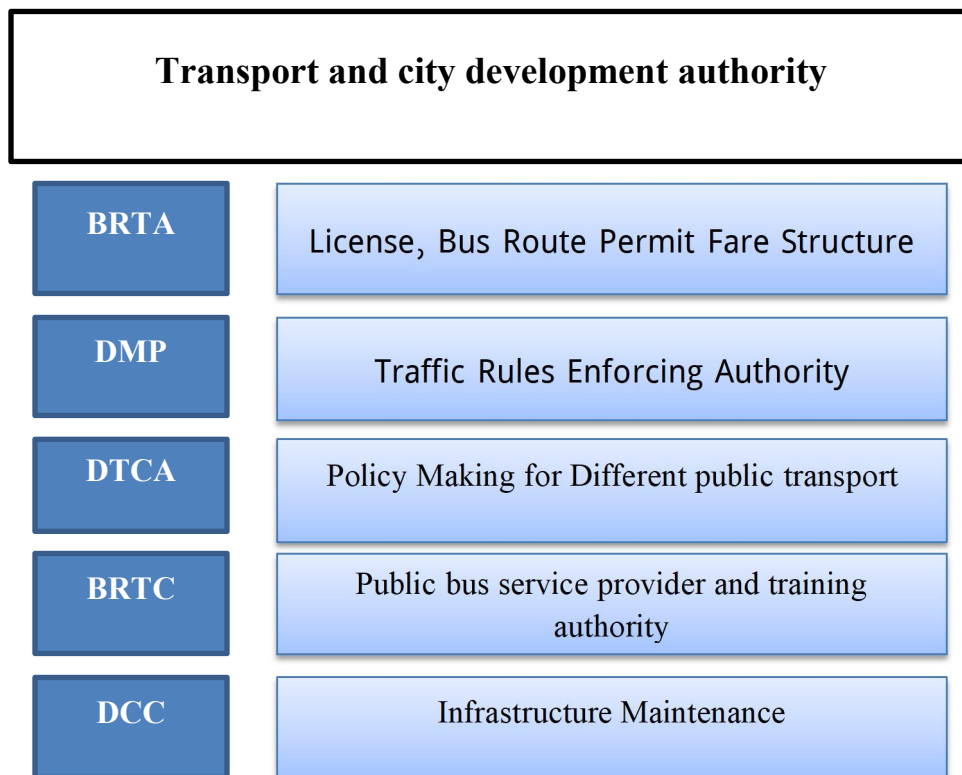 Transport and city development authority
BRTA
License, Bus Route Permit Fare Structure
DMP
Traffic Rules Enforcing Authority
DTCA
Policy Making for Different public transport
BRTC
Public bus service provider and training
authority
DCC
Infrastructure Maintenance